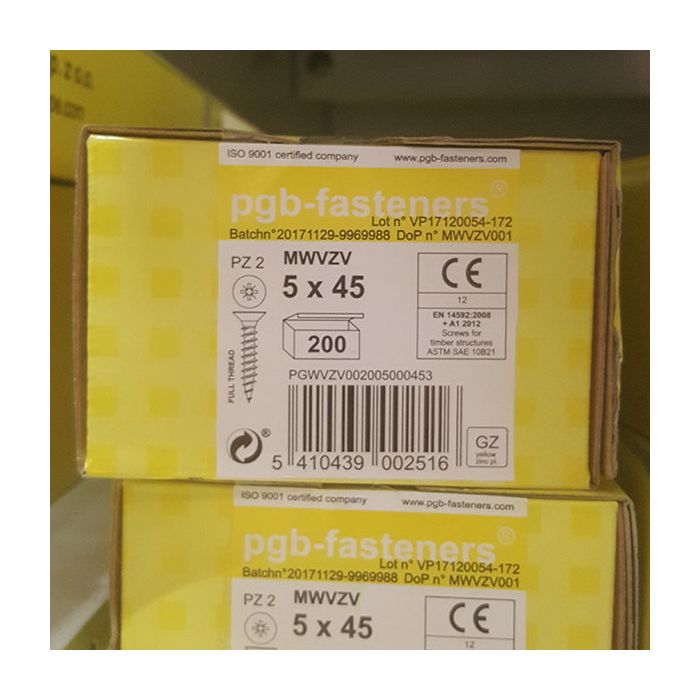 p. z o.o.
ISO 9001 certified company www.pgb-fasteners.com
pgb-fasteners®
Lot n° VP17120054-172
Batchn°20171129-9969988 DoP n° MWVZV001
PZ 2 MWVZV
5 x 45
CE
12
EN 14592:2008
+ A1 2012
Screws for
timber structures
ASTM SAE 10B21
200
FULL THREAD
PGWVZV002005000453
®
5 410439 002516
GZ
yellow
zinc pl.
ISO 9001 certified company www.pgb-fasteners.com
pgb-fasteners®
Lot n° VP17120054-172
Batchn°20171129-9969988 DoP n° MWVZV001
PZ 2 MWVZV
5 x 45
CE
12